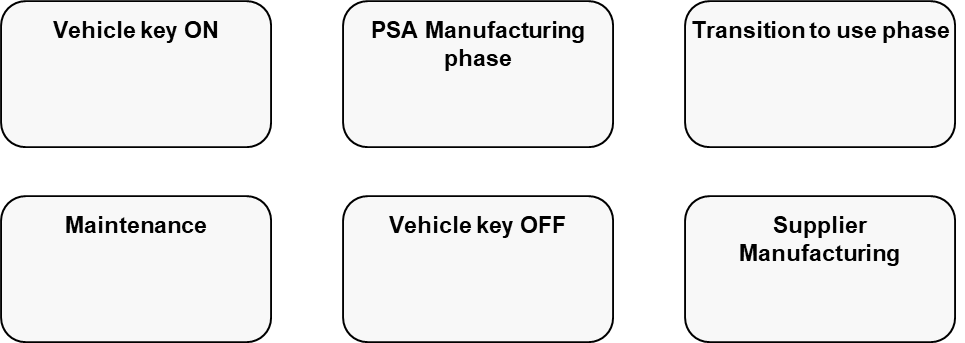 Vehicle key ON
PSA Manufacturing
phase
Transition to use phase
Maintenance
Vehicle key OFF
Supplier
Manufacturing